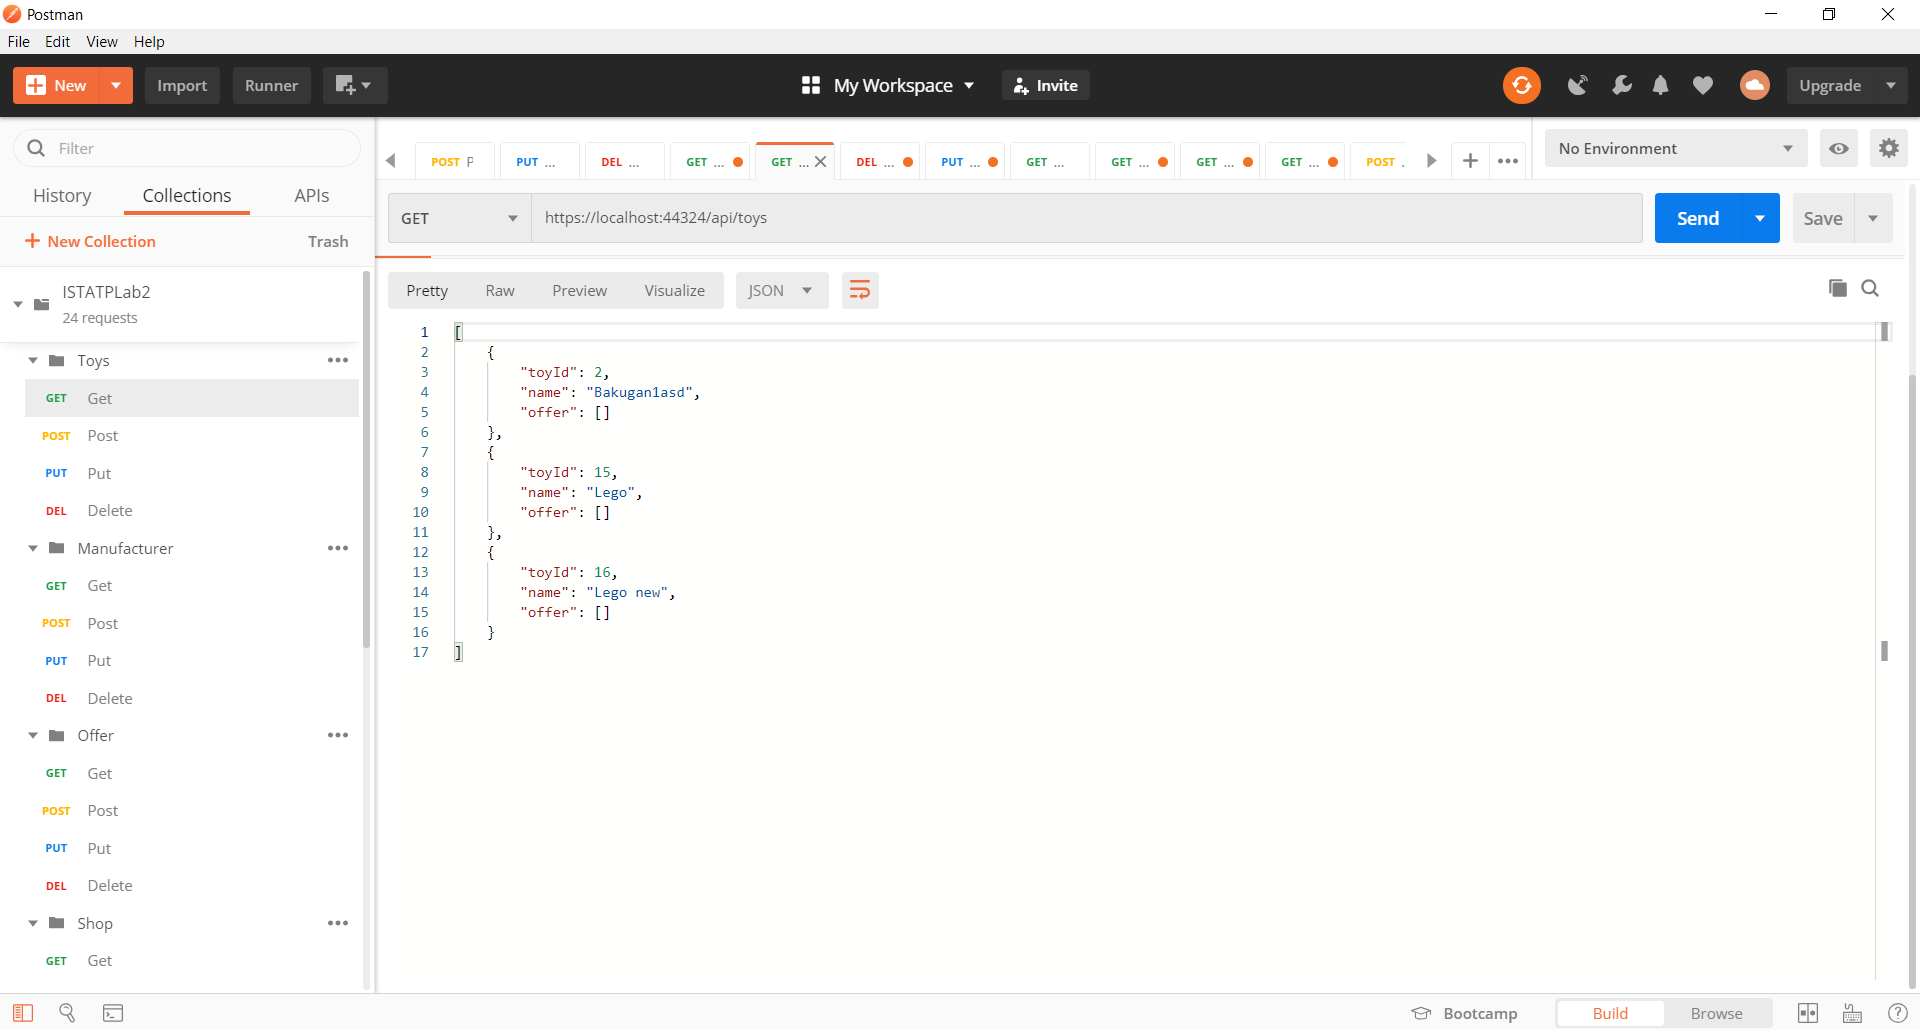 Postman
File Edit View Help
New Import Runner My Workspace Invite Upgrade
Filter
History Collections APIs
New Collection Trash
ISTATPLab2
24 requests
Toys
GET Get
POST Post
PUT Put
DEL Delete
Manufacturer
GET Get
POST Post
PUT Put
DEL Delete
Offer
GET Get
POST Post
PUT Put
DEL Delete
Shop
GET Get
POST P PUT ... DEL ... GET ... GET ... DEL ... PUT ... GET ... GET ... GET ... GET ... POST .
No Environment
GET https://localhost:44324/api/toys Send Save
Pretty Raw Preview Visualize JSON
1 [
2 {
3 "toyId": 2,
4 "name": "Bakugan1asd",
5 "offer": []
6 },
7 {
8 "toyId": 15,
9 "name": "Lego",
10 "offer": []
11 },
12 {
13 "toyId": 16,
14 "name": "Lego new",
15 "offer": []
16 }
17 ]
Bootcamp Build Browse